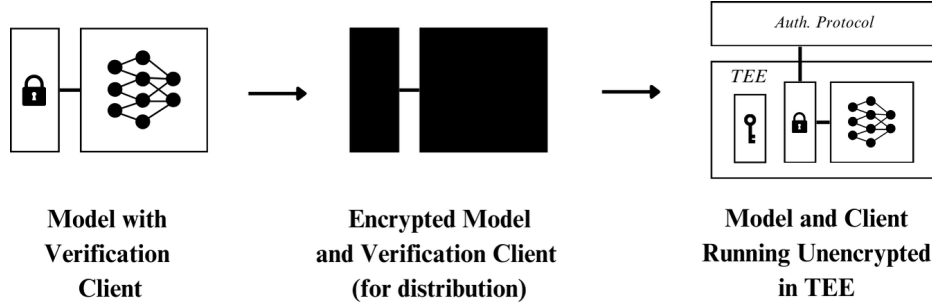 Auth. Protocol
TEE
Model with
Verification
Client
Encrypted Model
and Verification Client
(for distribution)
Model and Client
Running Unencrypted
in TEE